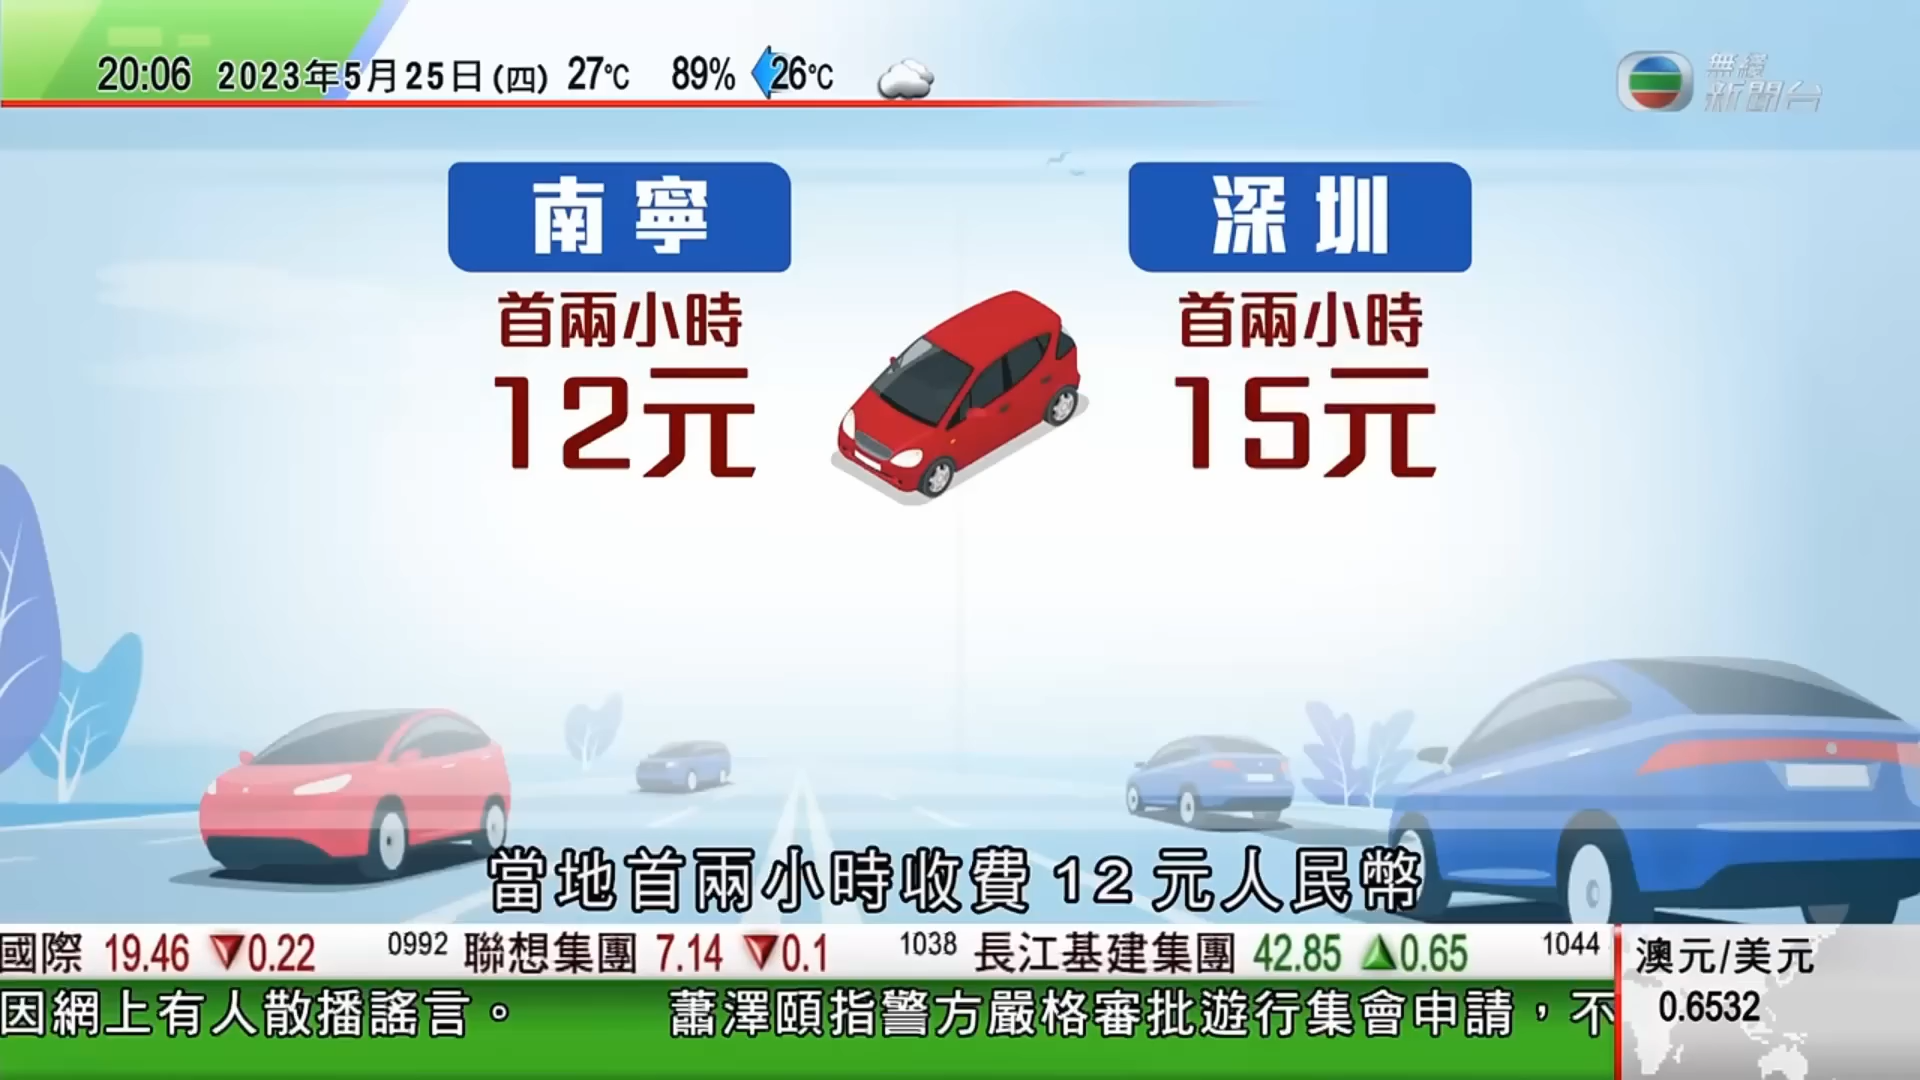 20:06 2023年5月25日(四) 27℃ 89% 26℃
無綫
新聞台
南寧
深圳
首兩小時
12元
首兩小時
15元
當地首兩小時收費 12 元人民幣
國際 19.46 ▼0.22 0992 聯想集團 7.14 ▼0.1 1038 長江基建集團 42.85 ▲0.65 1044
因網上有人散播謠言。 蕭澤頤指警方嚴格審批遊行集會申請，不
澳元/美元
0.6532